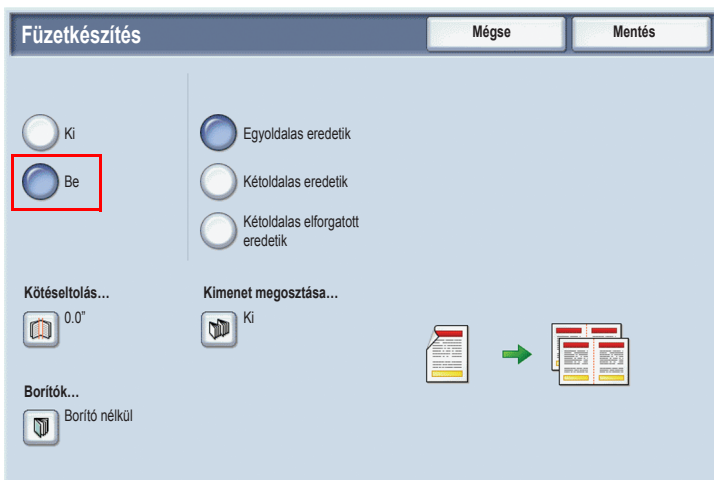 Füzetkészítés
Mégse
Mentés
Ki
Be
Egyoldalas eredetik
Kétoldalas eredetik
Kétoldalas elforgatott
eredetik
Kötéseltolás...
0.0"
Kimenet megosztása...
Ki
Borítók...
Borító nélkül